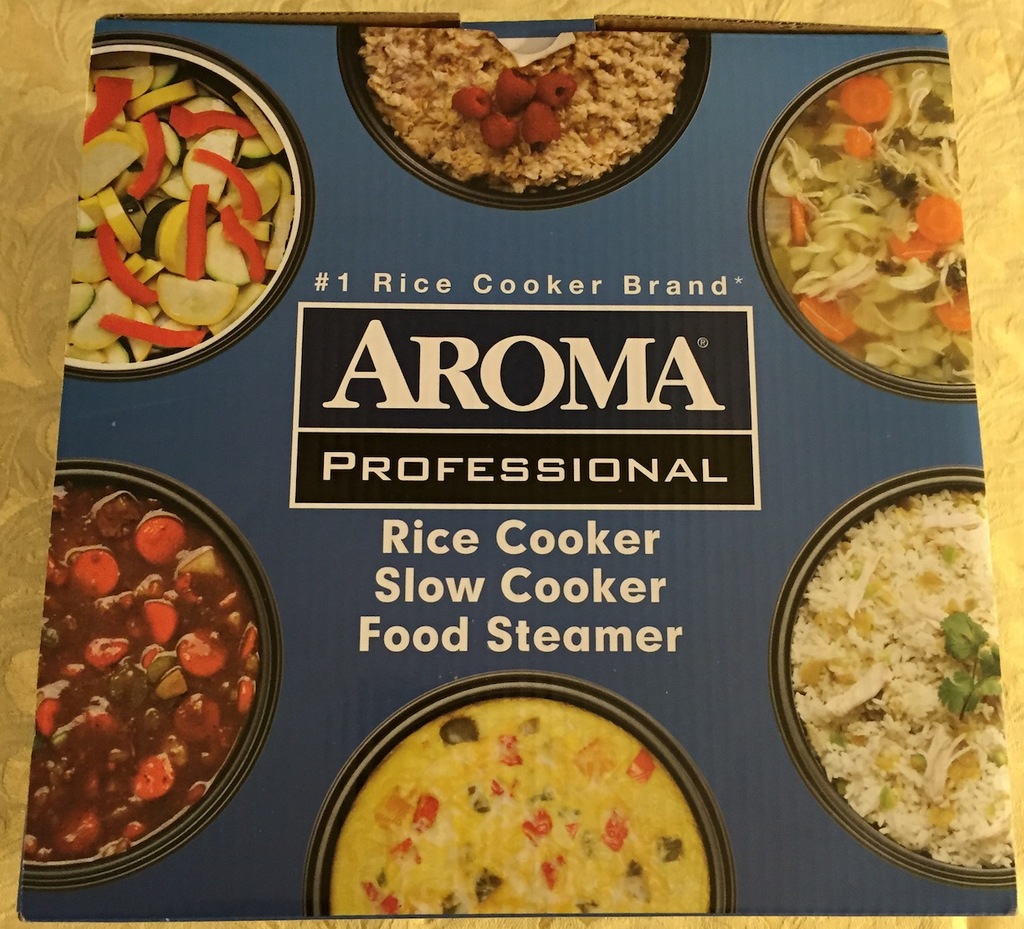 #1 Rice Cooker Brand*
AROMA®
PROFESSIONAL
Rice Cooker
Slow Cooker
Food Steamer